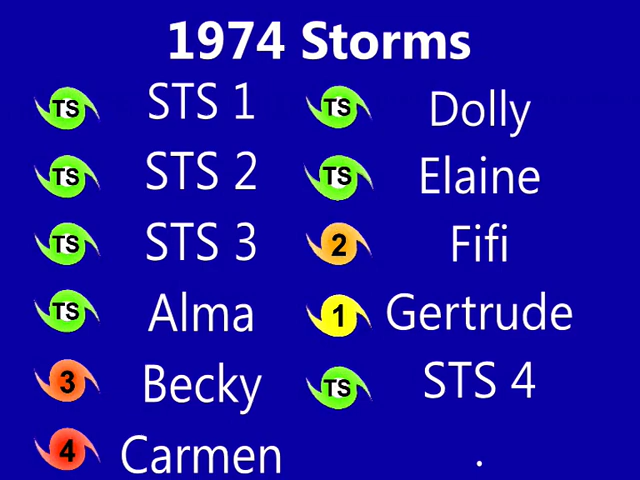 1974 Storms
TS STS 1
TS STS 2
TS STS 3
TS Alma
3 Becky
4 Carmen
TS Dolly
TS Elaine
2 Fifi
1 Gertrude
TS STS 4
.